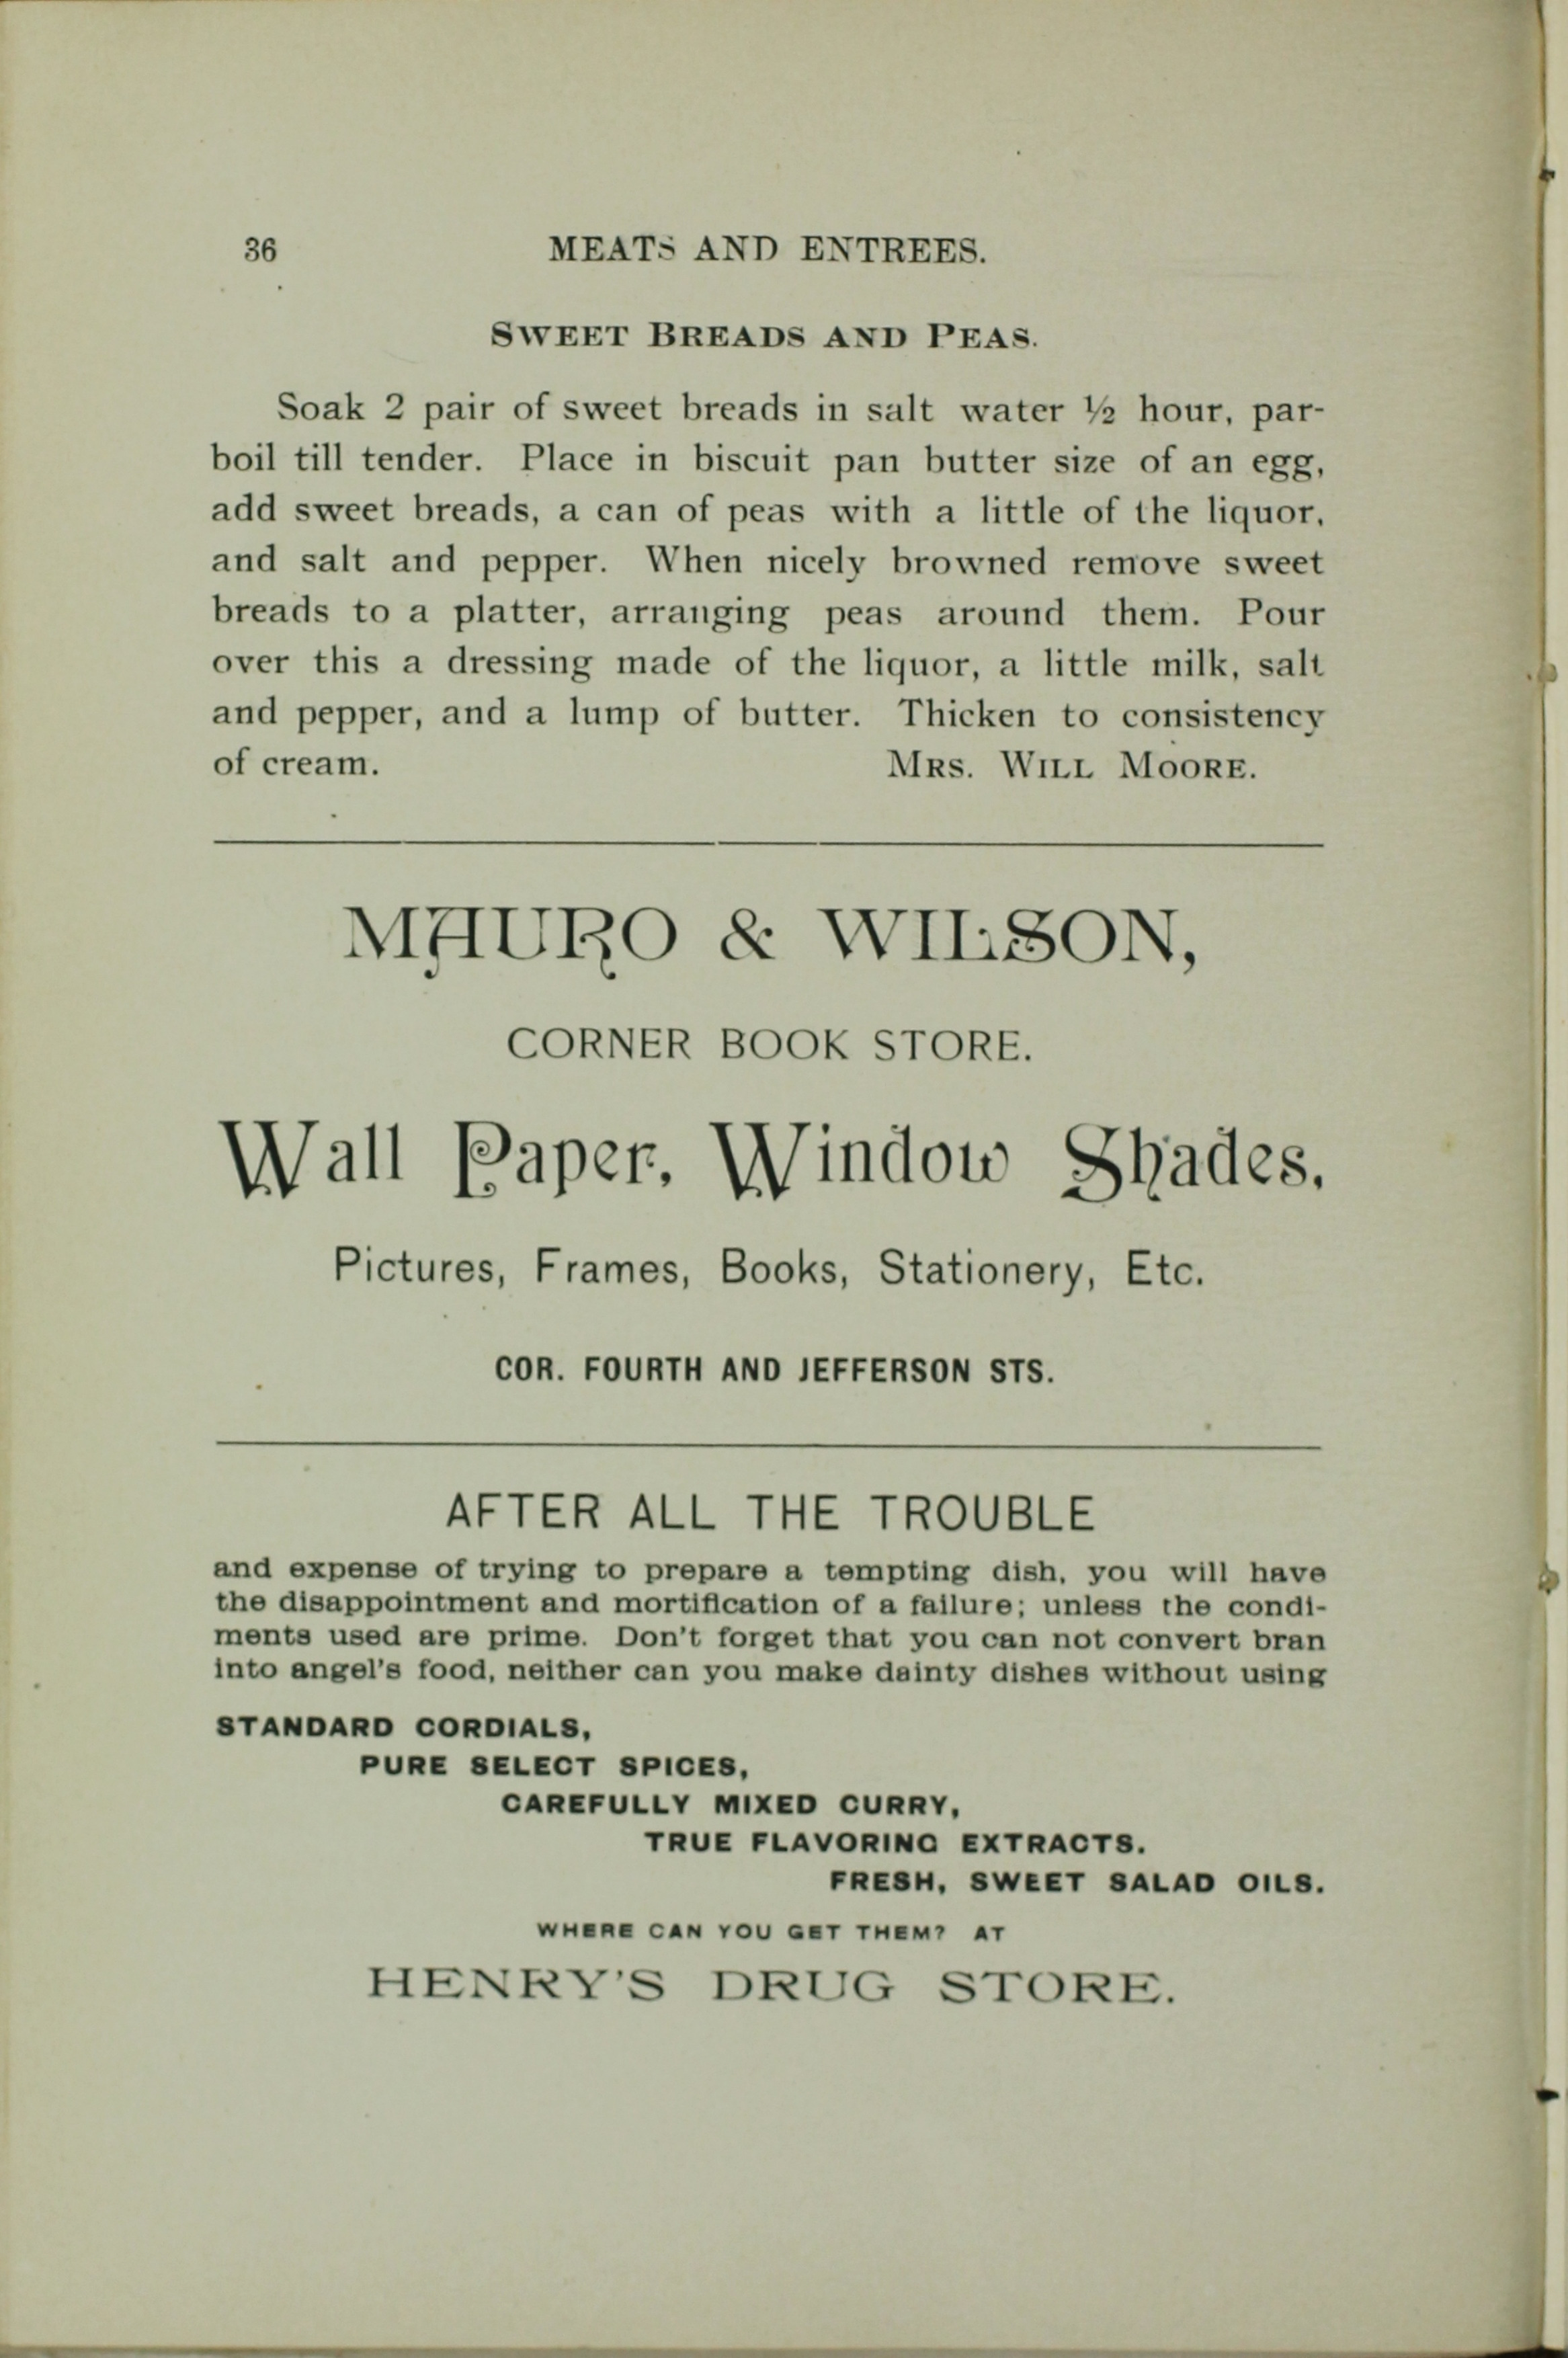 36 MEATS AND ENTREES.
SWEET BREADS AND PEAS.
Soak 2 pair of sweet breads in salt water ½ hour, par-
boil till tender. Place in biscuit pan butter size of an egg,
add sweet breads, a can of peas with a little of the liquor,
and salt and pepper. When nicely browned remove sweet
breads to a platter, arranging peas around them. Pour
over this a dressing made of the liquor, a little milk, salt
and pepper, and a lump of butter. Thicken to consistency
of cream. MRS. WILL MOORE.
MAURO & WILSON,
CORNER BOOK STORE.
Wall Paper, Window Shades,
Pictures, Frames, Books, Stationery, Etc.
COR. FOURTH AND JEFFERSON STS.
AFTER ALL THE TROUBLE
and expense of trying to prepare a tempting dish, you will have
the disappointment and mortification of a failure; unless the condi-
ments used are prime. Don't forget that you can not convert bran
into angel's food, neither can you make dainty dishes without using
STANDARD CORDIALS,
PURE SELECT SPICES,
CAREFULLY MIXED CURRY,
TRUE FLAVORING EXTRACTS.
FRESH, SWEET SALAD OILS.
WHERE CAN YOU GET THEM? AT
HENRY'S DRUG STORE.